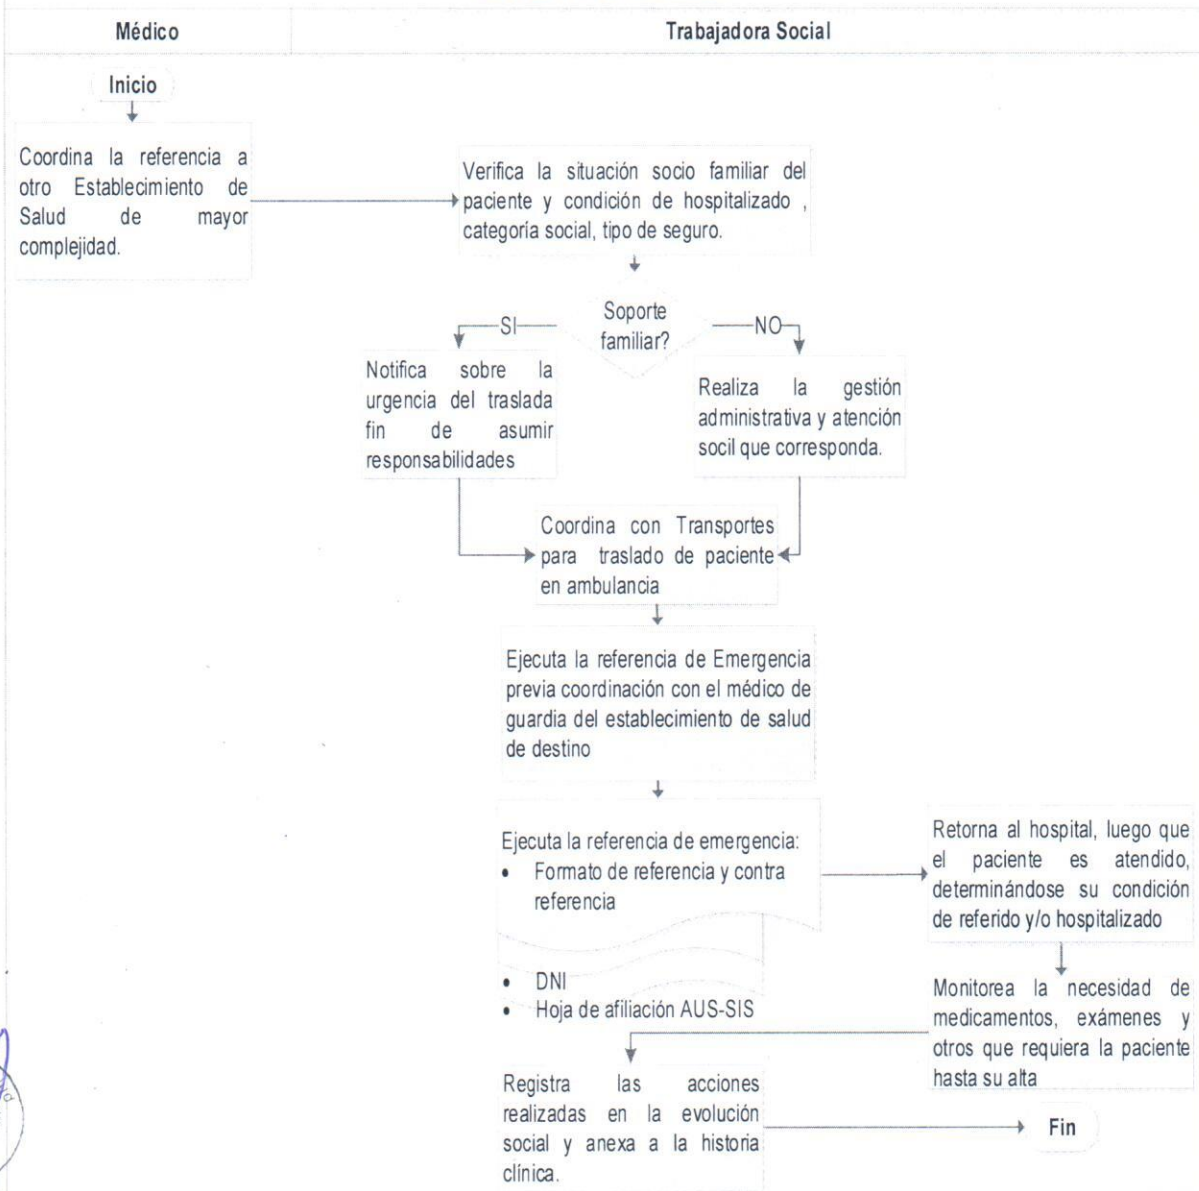 Médico
Trabajadora Social
Inicio
Coordina la referencia a
otro Establecimiento de
Salud de mayor
complejidad.
Verifica la situación socio familiar del
paciente y condición de hospitalizado ,
categoría social, tipo de seguro.
Soporte
familiar?
SI
NO
Notifica sobre la
urgencia del traslada
fin de asumir
responsabilidades
Realiza la gestión
administrativa y atención
socil que corresponda.
Coordina con Transportes
para traslado de paciente
en ambulancia
Ejecuta la referencia de Emergencia
previa coordinación con el médico de
guardia del establecimiento de salud
de destino
Ejecuta la referencia de emergencia:
• Formato de referencia y contra
referencia
• DNI
• Hoja de afiliación AUS-SIS
Retorna al hospital, luego que
el paciente es atendido,
determinándose su condición
de referido y/o hospitalizado
Monitorea la necesidad de
medicamentos, exámenes y
otros que requiera la paciente
hasta su alta
Registra las acciones
realizadas en la evolución
social y anexa a la historia
clínica.
Fin